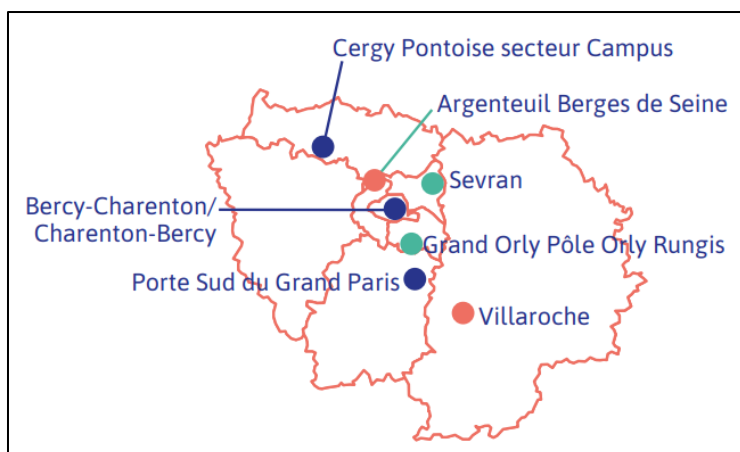 Cergy Pontoise secteur Campus
Argenteuil Berges de Seine
Sevran
Bercy-Charenton/
Charenton-Bercy
Grand Orly Pôle Orly Rungis
Porte Sud du Grand Paris
Villaroche